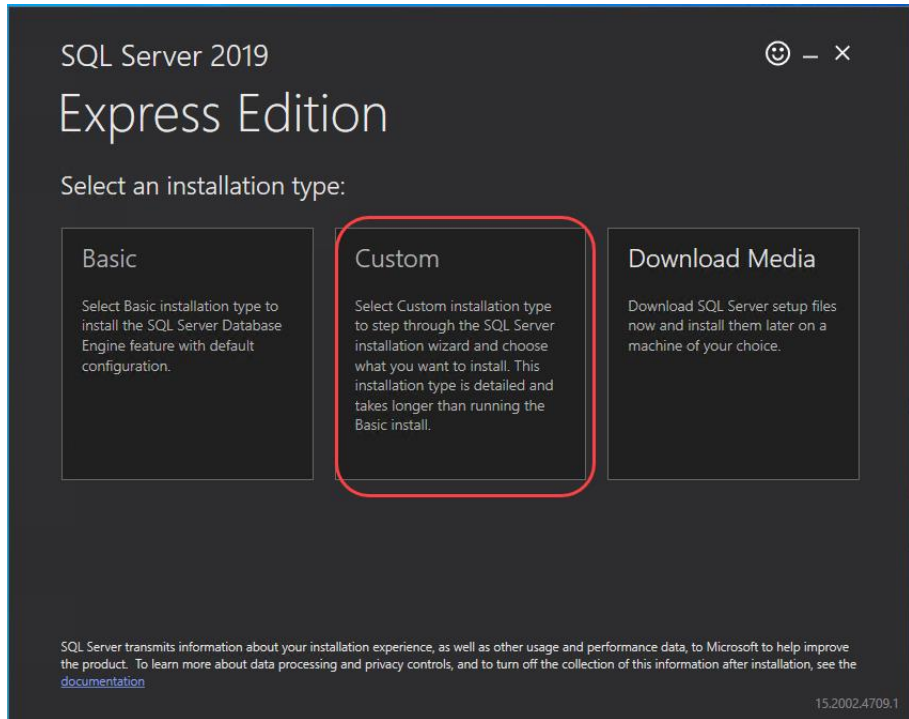 SQL Server 2019
Express Edition
Select an installation type:
Basic
Select Basic installation type to
install the SQL Server Database
Engine feature with default
configuration.
Custom
Select Custom installation type
to step through the SQL Server
installation wizard and choose
what you want to install. This
installation type is detailed and
takes longer than running the
Basic install.
Download Media
Download SQL Server setup files
now and install them later on a
machine of your choice.
SQL Server transmits information about your installation experience, as well as other usage and performance data, to Microsoft to help improve
the product. To learn more about data processing and privacy controls, and to turn off the collection of this information after installation, see the
documentation
15.2002.4709.1